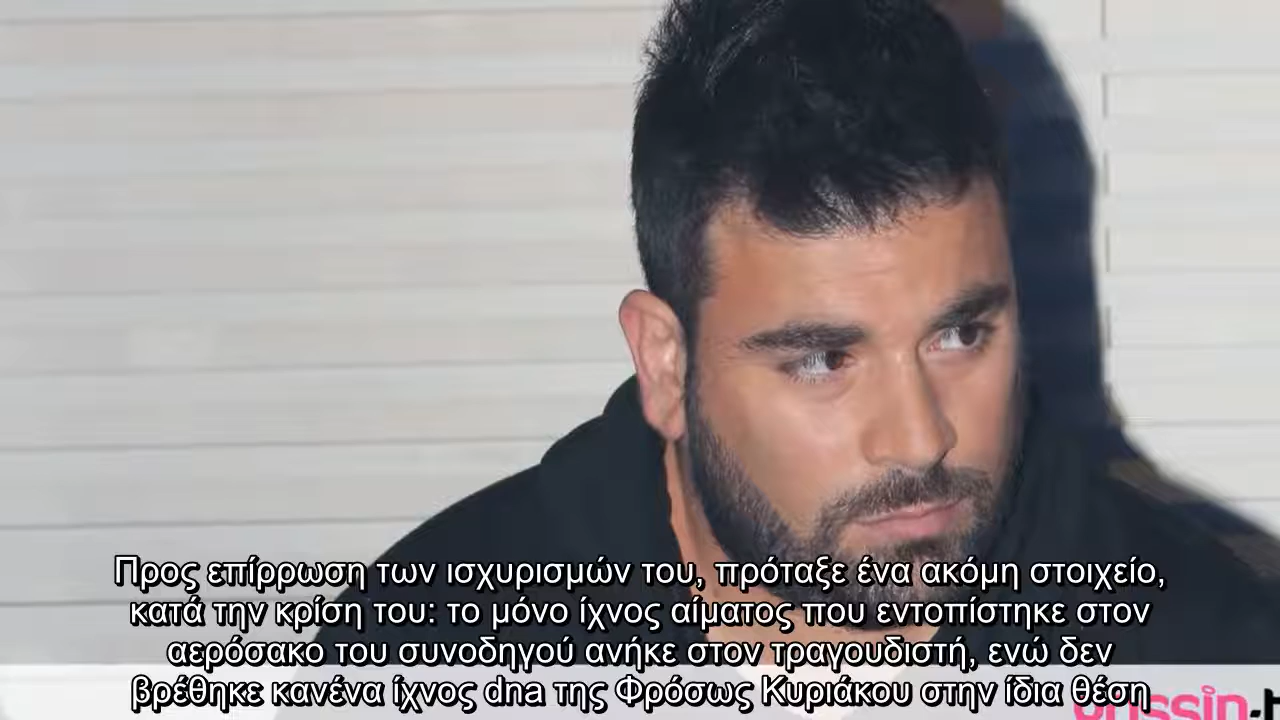 Προς επίρρωση των ισχυρισμών του, πρόταξε ένα ακόμη στοιχείο,
κατά την κρίση του: το μόνο ίχνος αίματος που εντοπίστηκε στον
αερόσακο του συνοδηγού ανήκε στον τραγουδιστή, ενώ δεν
βρέθηκε κανένα ίχνος dna της Φρόσως Κυριάκου στην ίδια θέση